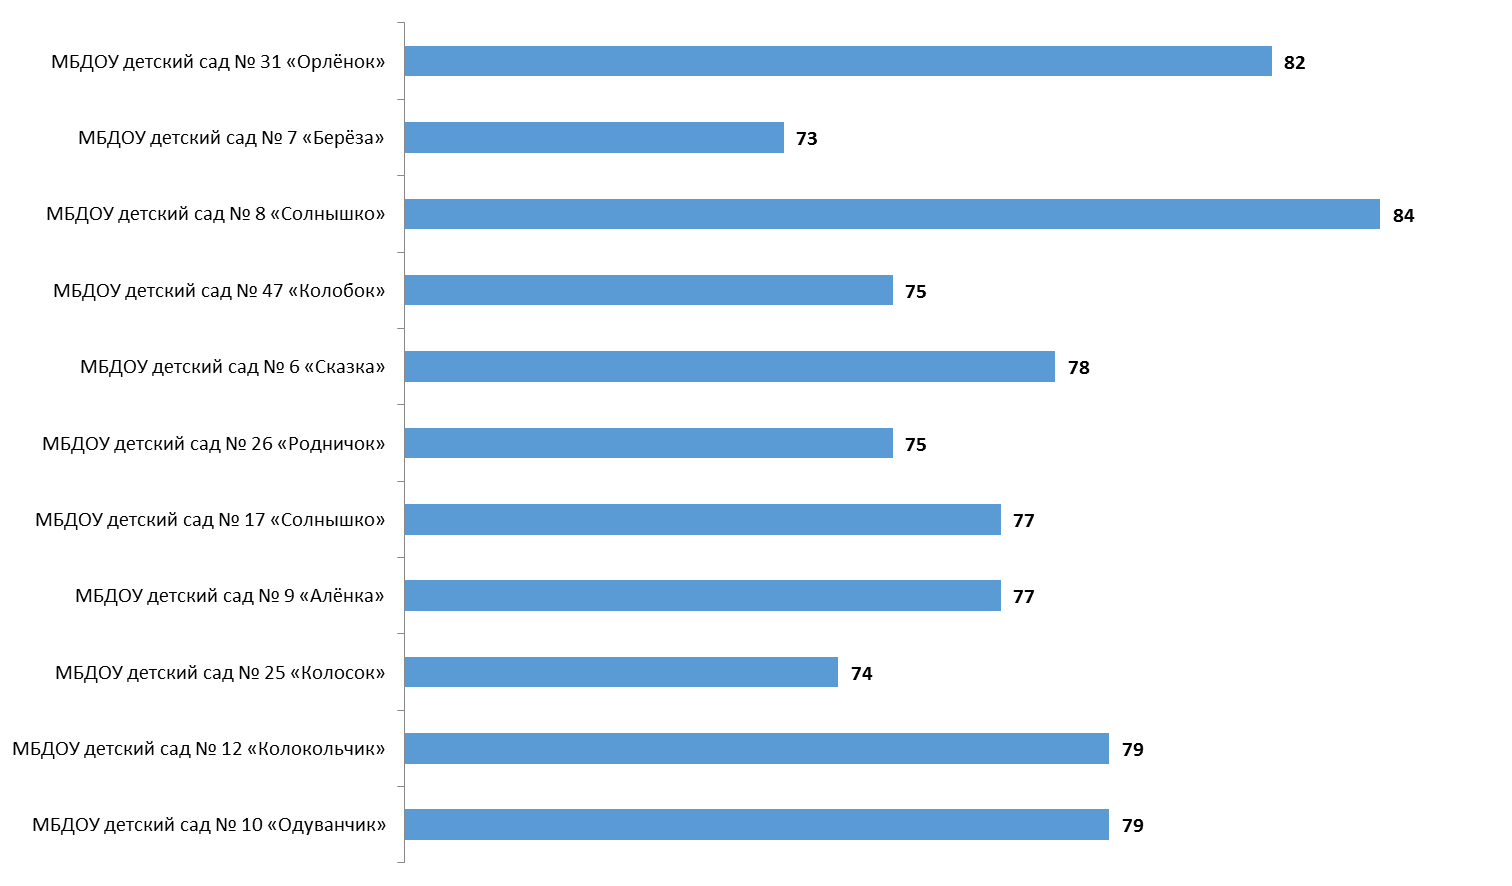 МБДОУ детский сад № 31 «Орлёнок» 82
МБДОУ детский сад № 7 «Берёза» 73
МБДОУ детский сад № 8 «Солнышко» 84
МБДОУ детский сад № 47 «Колобок» 75
МБДОУ детский сад № 6 «Сказка» 78
МБДОУ детский сад № 26 «Родничок» 75
МБДОУ детский сад № 17 «Солнышко» 77
МБДОУ детский сад № 9 «Алёнка» 77
МБДОУ детский сад № 25 «Колосок» 74
МБДОУ детский сад № 12 «Колокольчик» 79
МБДОУ детский сад № 10 «Одуванчик» 79